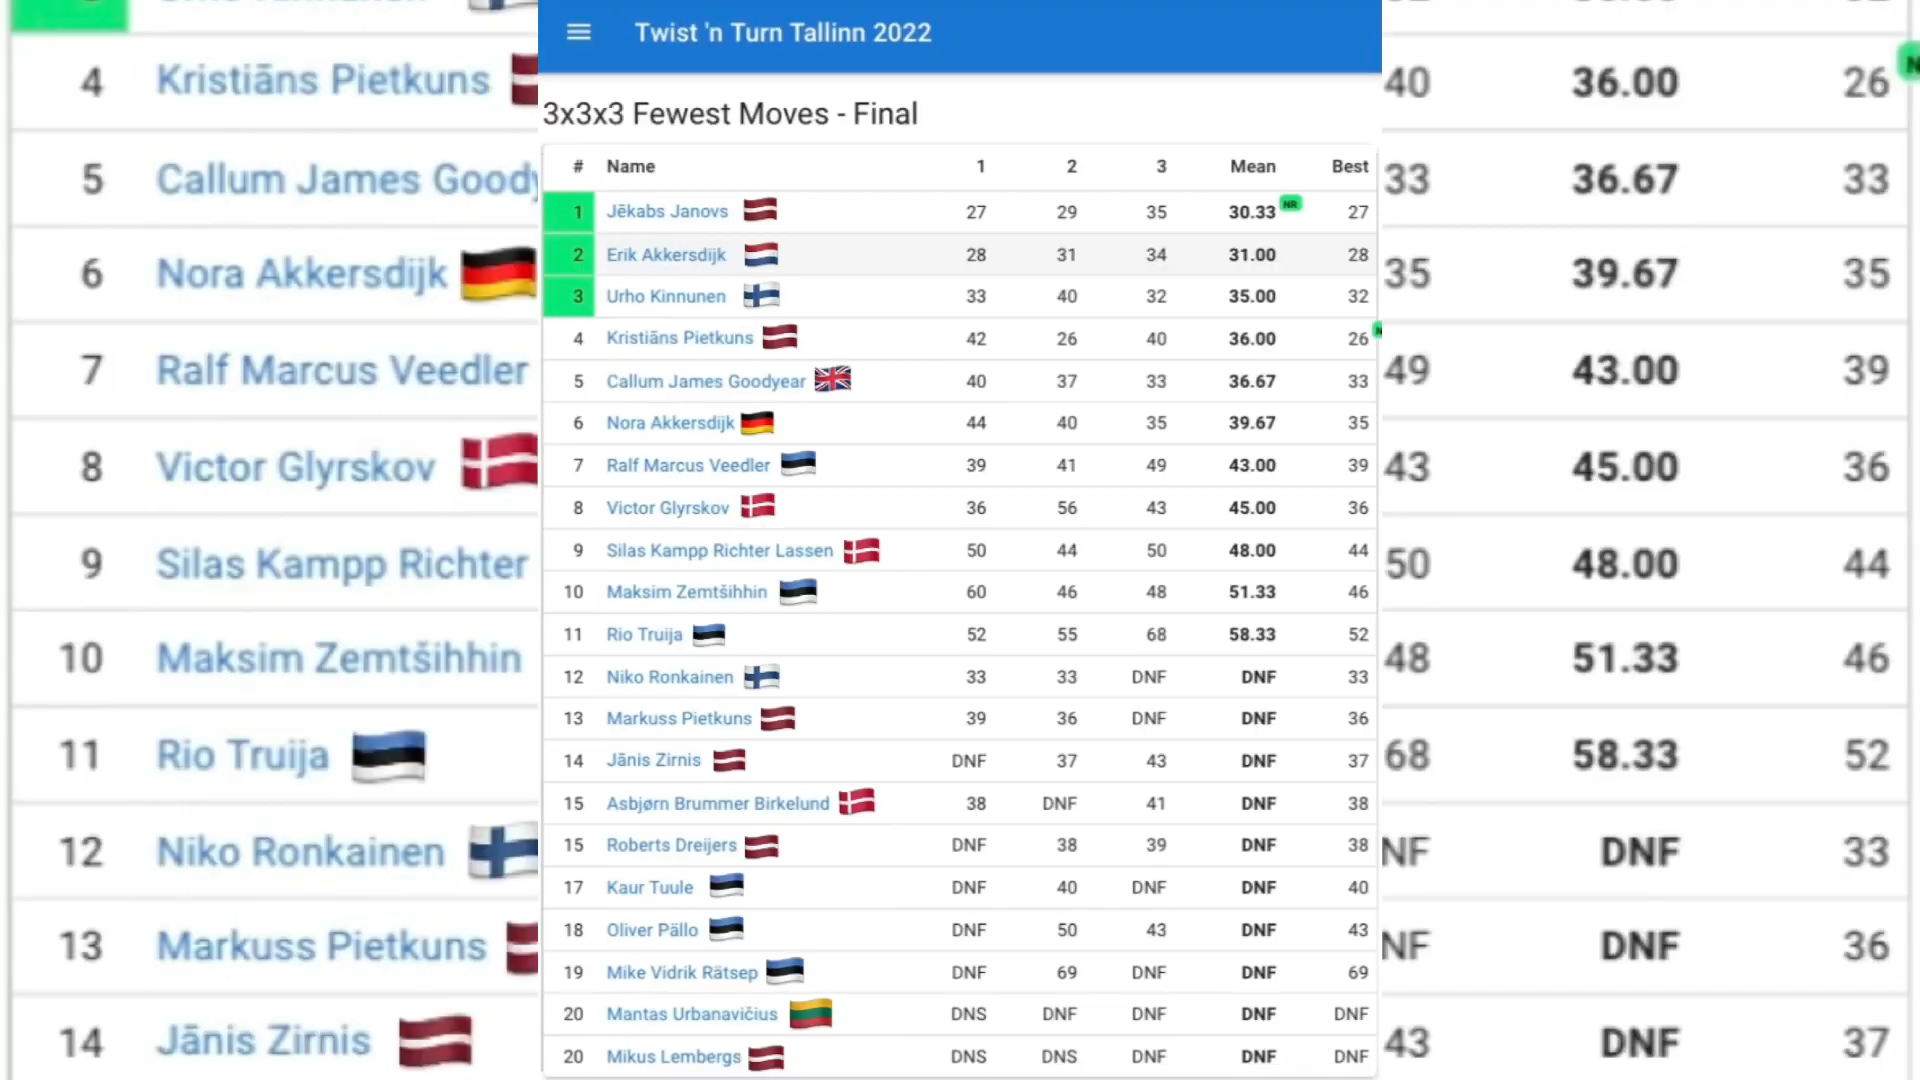 Twist 'n Turn Tallinn 2022
3x3x3 Fewest Moves - Final
# Name 1 2 3 Mean Best
1 Jēkabs Janovs 27 29 35 30.33 NR 27
2 Erik Akkersdijk 28 31 34 31.00 28
3 Urho Kinnunen 33 40 32 35.00 32
4 Kristiāns Pietkuns 42 26 40 36.00 26
5 Callum James Goodyear 40 37 33 36.67 33
6 Nora Akkersdijk 44 40 35 39.67 35
7 Ralf Marcus Veedler 39 41 49 43.00 39
8 Victor Glyrskov 36 56 43 45.00 36
9 Silas Kampp Richter Lassen 50 44 50 48.00 44
10 Maksim Zemtšihhin 60 46 48 51.33 46
11 Rio Truija 52 55 68 58.33 52
12 Niko Ronkainen 33 33 DNF DNF 33
13 Markuss Pietkuns 39 36 DNF DNF 36
14 Jānis Zirnis DNF 37 43 DNF 37
15 Asbjørn Brummer Birkelund 38 DNF 41 DNF 38
15 Roberts Dreijers DNF 38 39 DNF 38
17 Kaur Tuule DNF 40 DNF DNF 40
18 Oliver Pällo DNF 50 43 DNF 43
19 Mike Vidrik Rätsep DNF 69 DNF DNF 69
20 Mantas Urbanavičius DNS DNF DNF DNF DNF
20 Mikus Lembergs DNS DNS DNF DNF DNF
4 Kristiāns Pietkuns
5 Callum James Goody
6 Nora Akkersdijk
7 Ralf Marcus Veedler
8 Victor Glyrskov
9 Silas Kampp Richter
10 Maksim Zemtšihhin
11 Rio Truija
12 Niko Ronkainen
13 Markuss Pietkuns
14 Jānis Zirnis
40 36.00 26
33 36.67 33
35 39.67 35
49 43.00 39
43 45.00 36
50 48.00 44
48 51.33 46
68 58.33 52
NF DNF 33
NF DNF 36
43 DNF 37